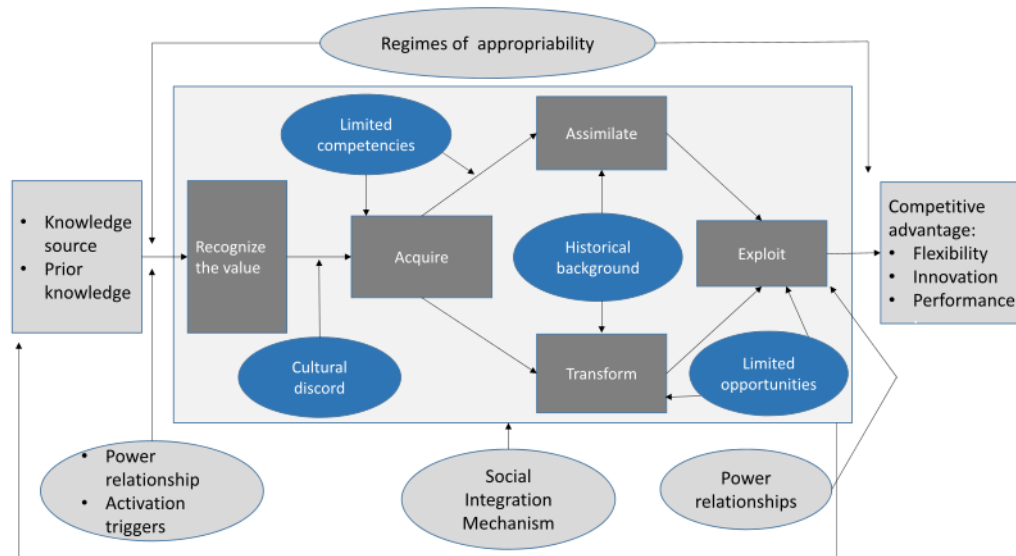 Regimes of appropriability
Limited
competencies
Assimilate
• Knowledge
source
• Prior
knowledge
Recognize
the value
Acquire
Historical
background
Exploit
Competitive
advantage:
• Flexibility
• Innovation
• Performance
Cultural
discord
Transform
Limited
opportunities
• Power
relationship
• Activation
triggers
Social
Integration
Mechanism
Power
relationships